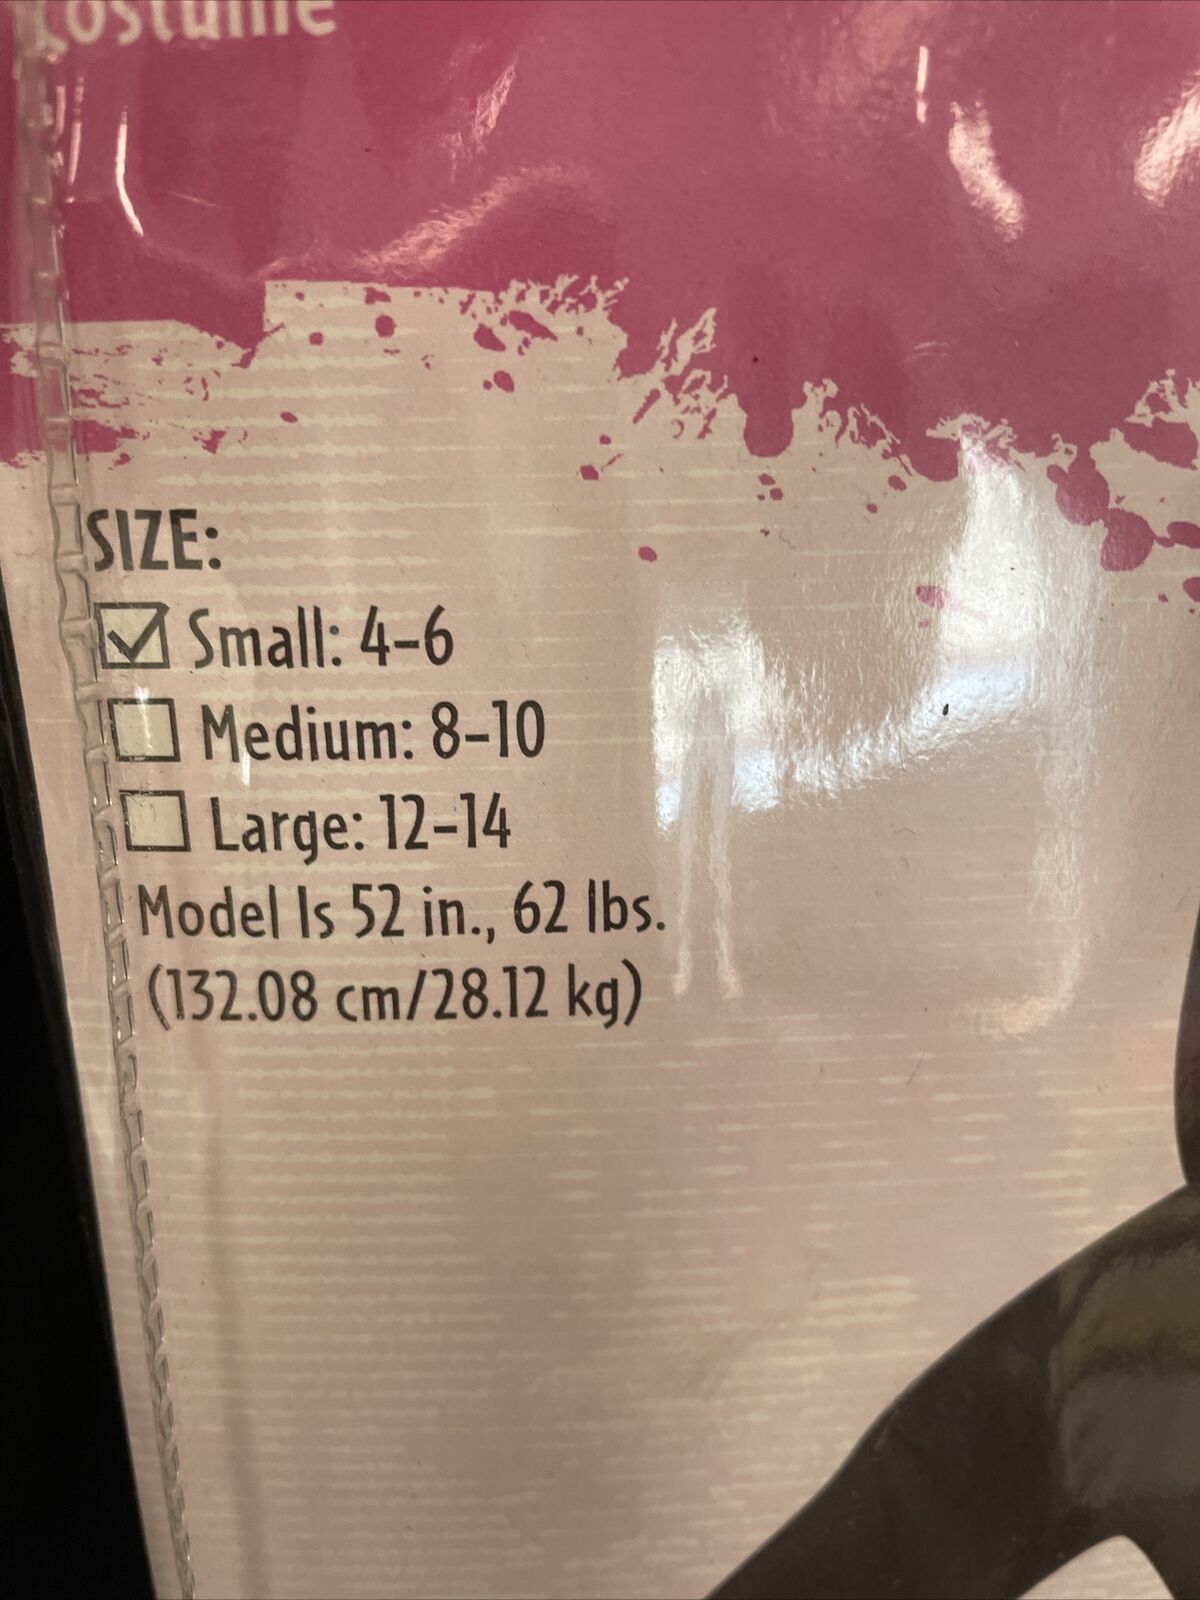 Costume
SIZE:
Small: 4-6
Medium: 8-10
Large: 12-14
Model Is 52 in., 62 lbs.
(132.08 cm/28.12 kg)